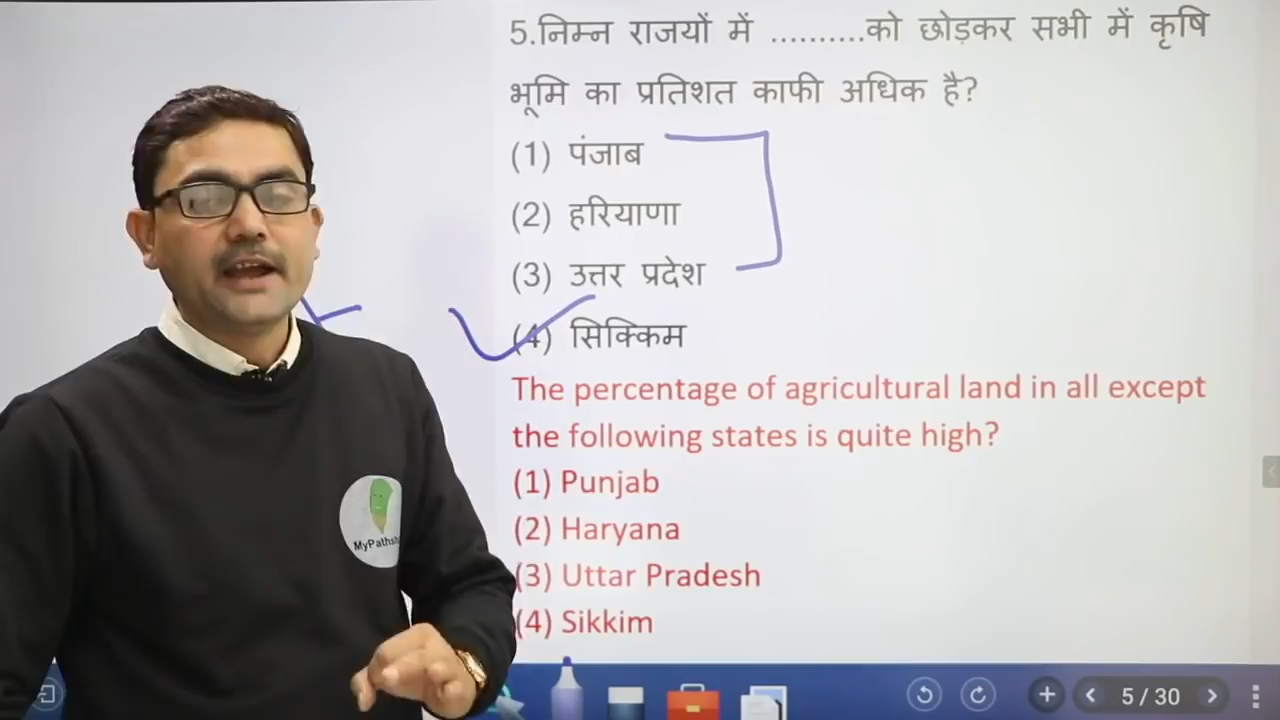 5.निम्न राजयों में ..........को छोड़कर सभी में कृषि
भूमि का प्रतिशत काफी अधिक है?
(1) पंजाब
(2) हरियाणा
(3) उत्तर प्रदेश
(4) सिक्किम
The percentage of agricultural land in all except
the following states is quite high?
(1) Punjab
(2) Haryana
(3) Uttar Pradesh
(4) Sikkim
5 / 30